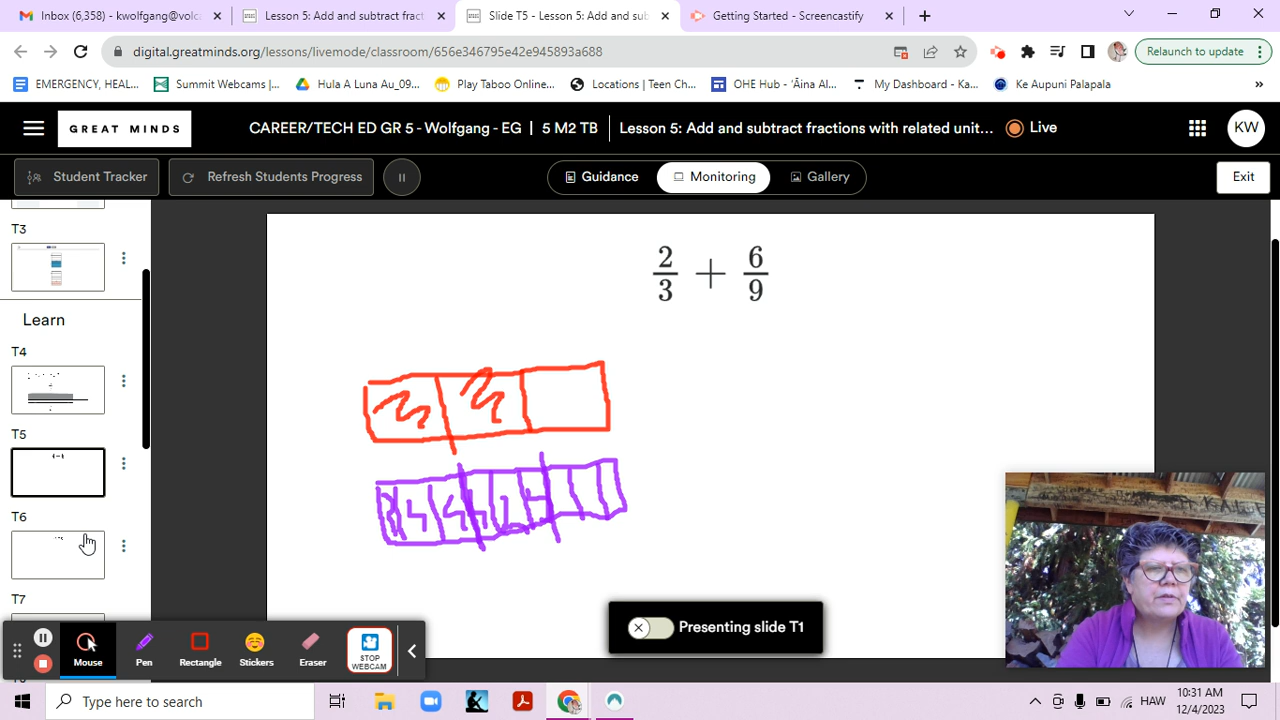 Inbox (6,358) - kwolfgang@volc
Lesson 5: Add and subtract fract
Slide T5 - Lesson 5: Add and sub
Getting Started - Screencastify
digital.greatminds.org/lessons/livemode/classroom/656e346795e42e945893a688
Relaunch to update
EMERGENCY, HEAL...
Summit Webcams |...
Hula A Luna Au_09...
Play Taboo Online...
Locations | Teen Ch...
OHE Hub - ʻĀina Al...
My Dashboard - Ka...
Ke Aupuni Palapala
»
GREAT MINDS
CAREER/TECH ED GR 5 - Wolfgang - EG | 5 M2 TB
Lesson 5: Add and subtract fractions with related unit...
Live
KW
Student Tracker
Refresh Students Progress
Guidance
Monitoring
Gallery
Exit
T3
Learn
T4
T5
T6
T7
2/3 + 6/9
Presenting slide T1
Mouse
Pen
Rectangle
Stickers
Eraser
STOP
WEBCAM
Type here to search
HAW
10:31 AM
12/4/2023